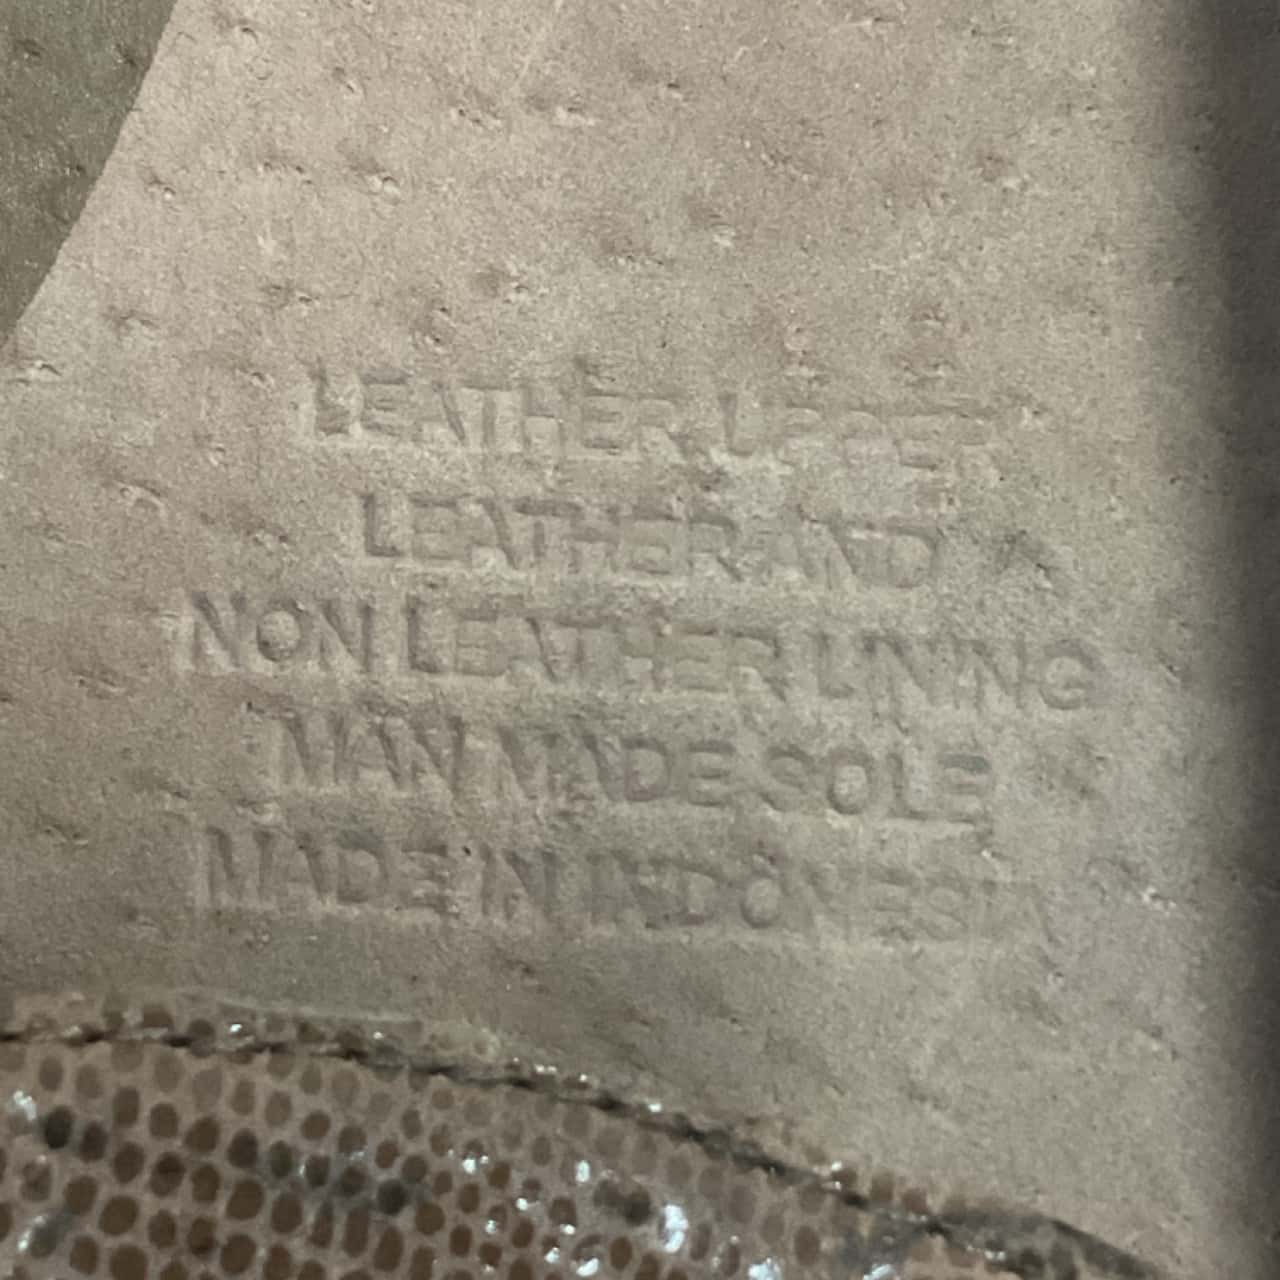 LEATHER UPPER
LEATHER AND
NON LEATHER LINING
MAN MADE SOLE
MADE IN INDONESIA